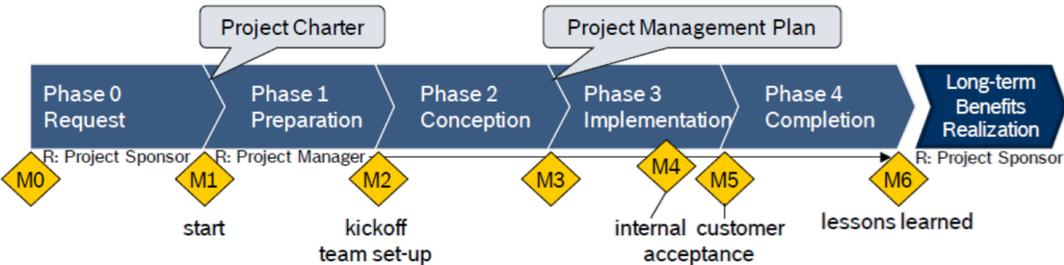 Project Charter
Project Management Plan
Phase 0
Request
Phase 1
Preparation
Phase 2
Conception
Phase 3
Implementation
Phase 4
Completion
Long-term
Benefits
Realization
R: Project Sponsor
R: Project Manager
R: Project Sponsor
M0
M1
M2
M3
M4
M5
M6
start
kickoff
team set-up
internal customer
acceptance
lessons learned